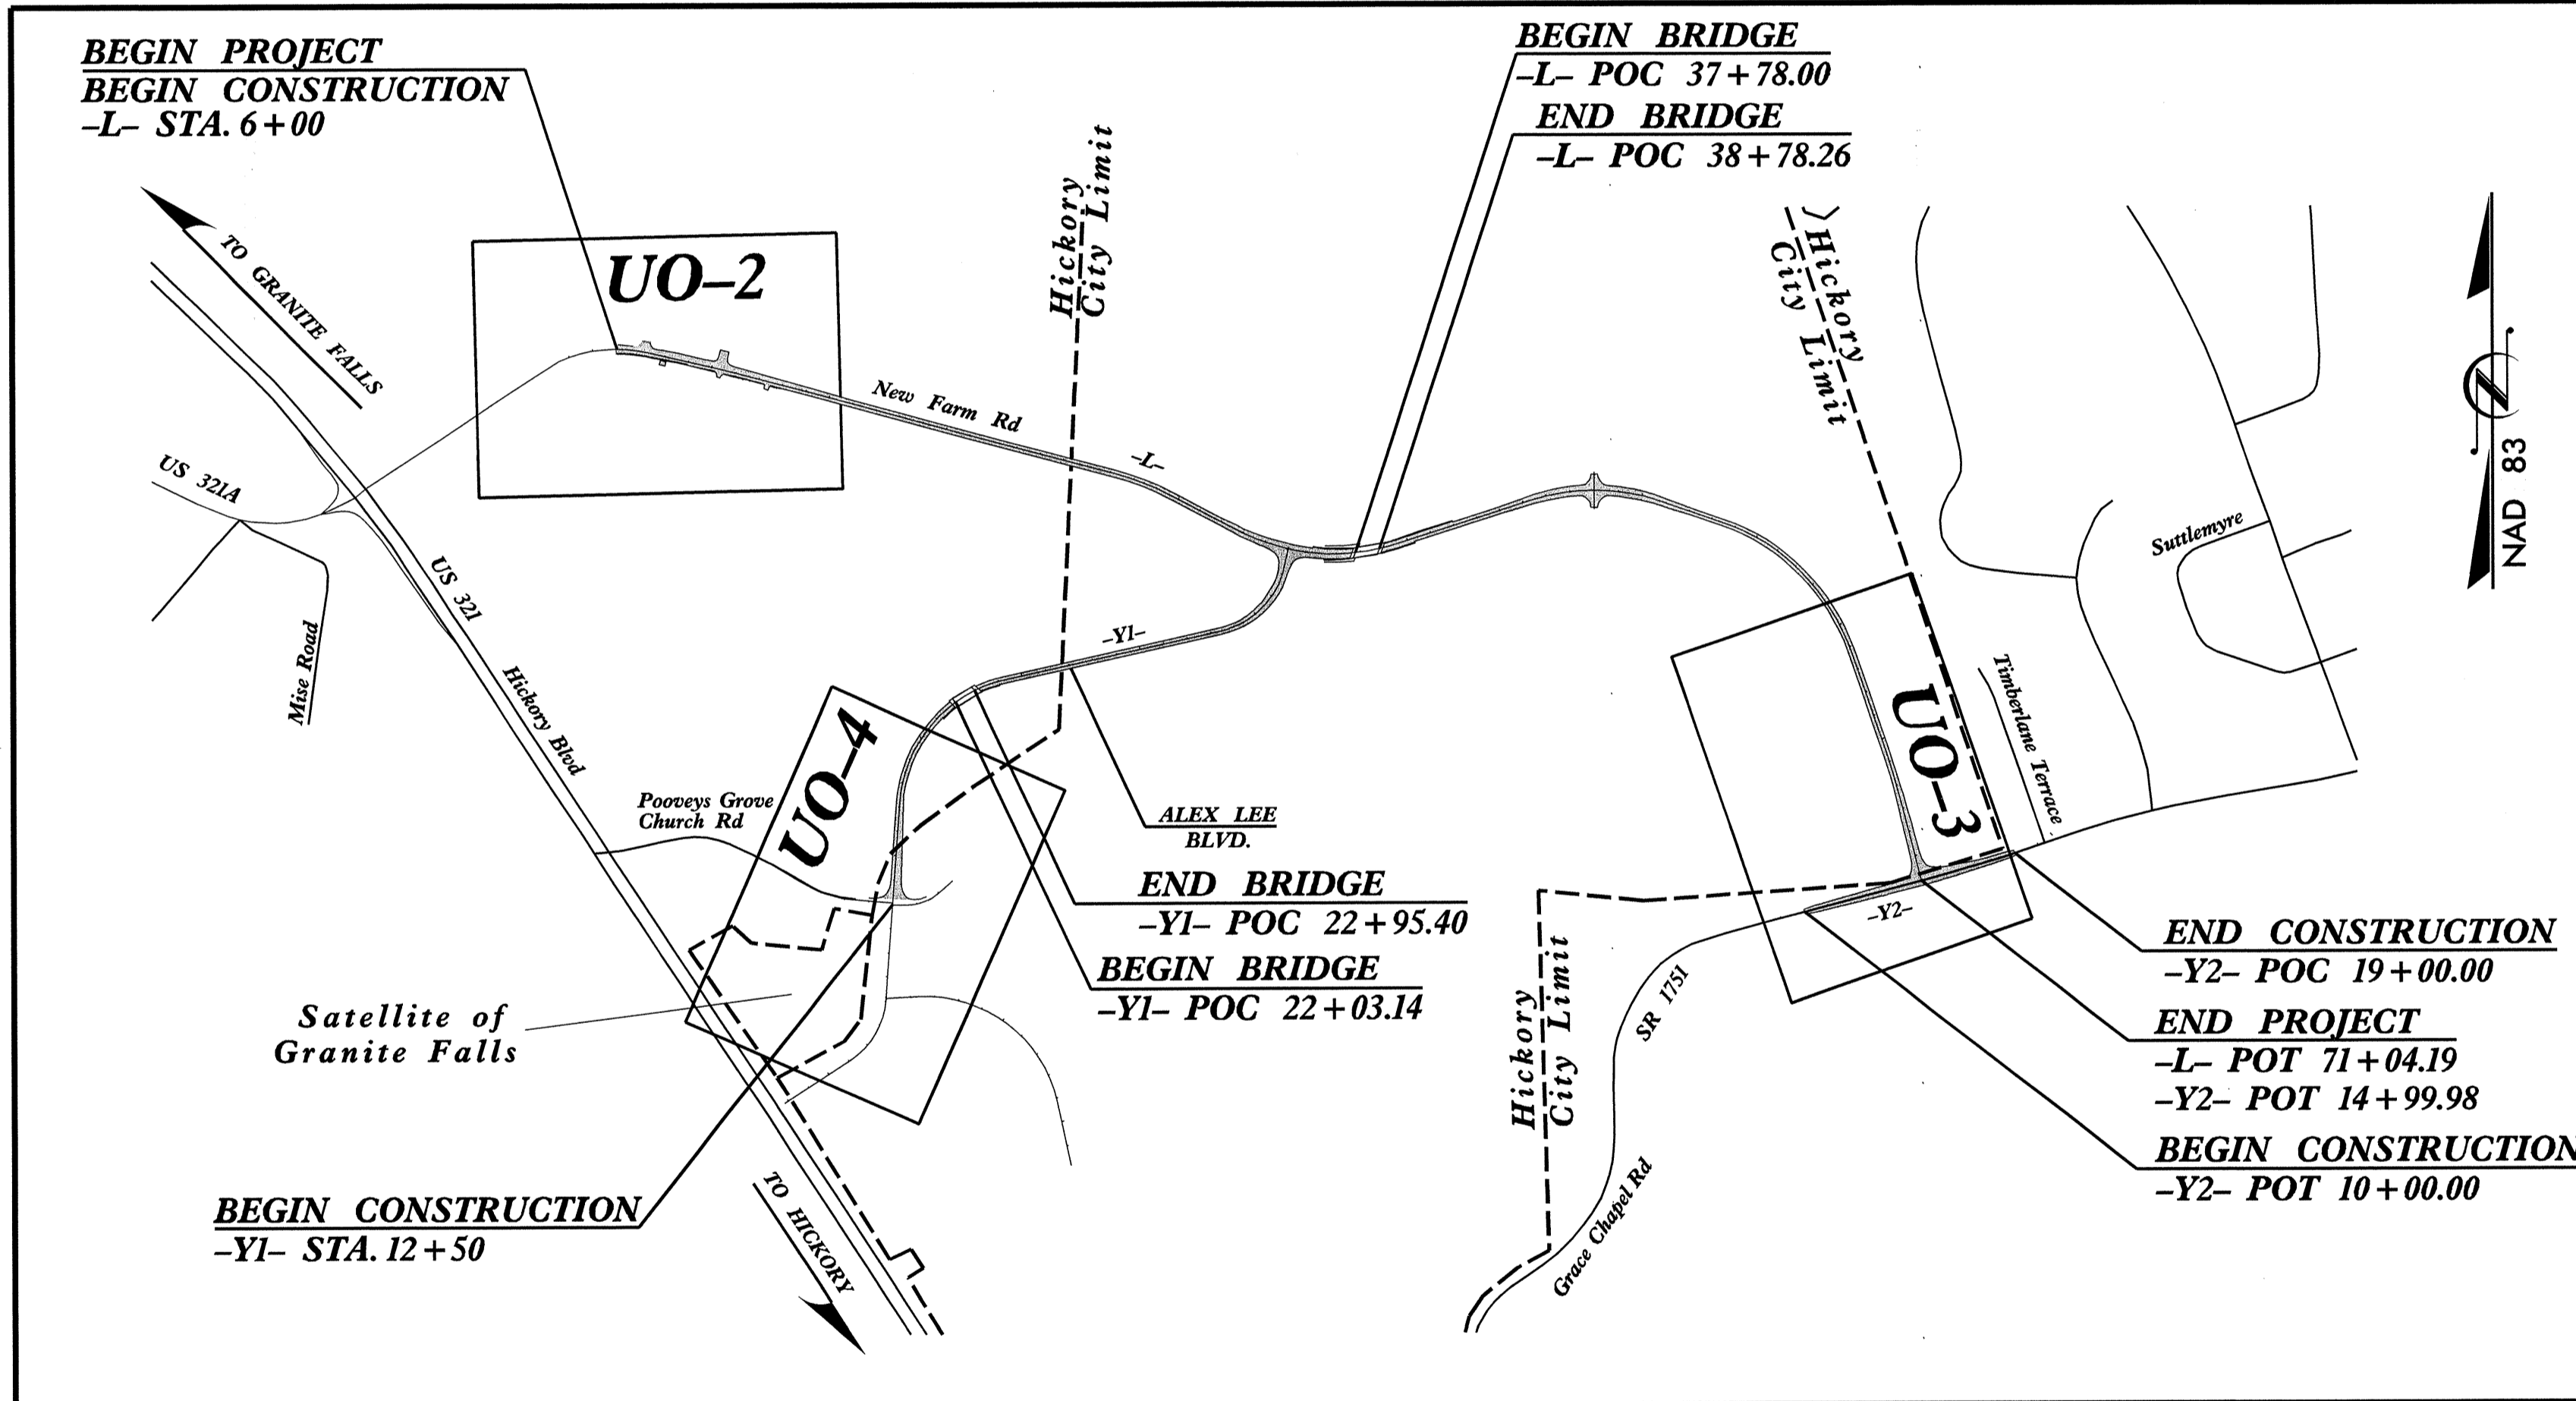 BEGIN PROJECT
BEGIN CONSTRUCTION
–L– STA. 6+00
BEGIN BRIDGE
–L– POC 37+78.00
END BRIDGE
–L– POC 38+78.26
TO GRANITE FALLS
UO–2
Hickory
City Limit
Hickory
City Limit
NAD 83
New Farm Rd
–L–
US 321A
US 321
Mise Road
Hickory Blvd
Suttlemyre
–Y1–
Timberlane Terrace
UO–3
UO–4
Pooveys Grove
Church Rd
ALEX LEE
BLVD.
END BRIDGE
–Y1– POC 22+95.40
BEGIN BRIDGE
–Y1– POC 22+03.14
–Y2–
END CONSTRUCTION
–Y2– POC 19+00.00
END PROJECT
–L– POT 71+04.19
–Y2– POT 14+99.98
BEGIN CONSTRUCTION
–Y2– POT 10+00.00
Satellite of
Granite Falls
Hickory
City Limit
SR 1751
Grace Chapel Rd
BEGIN CONSTRUCTION
–Y1– STA. 12+50
TO HICKORY